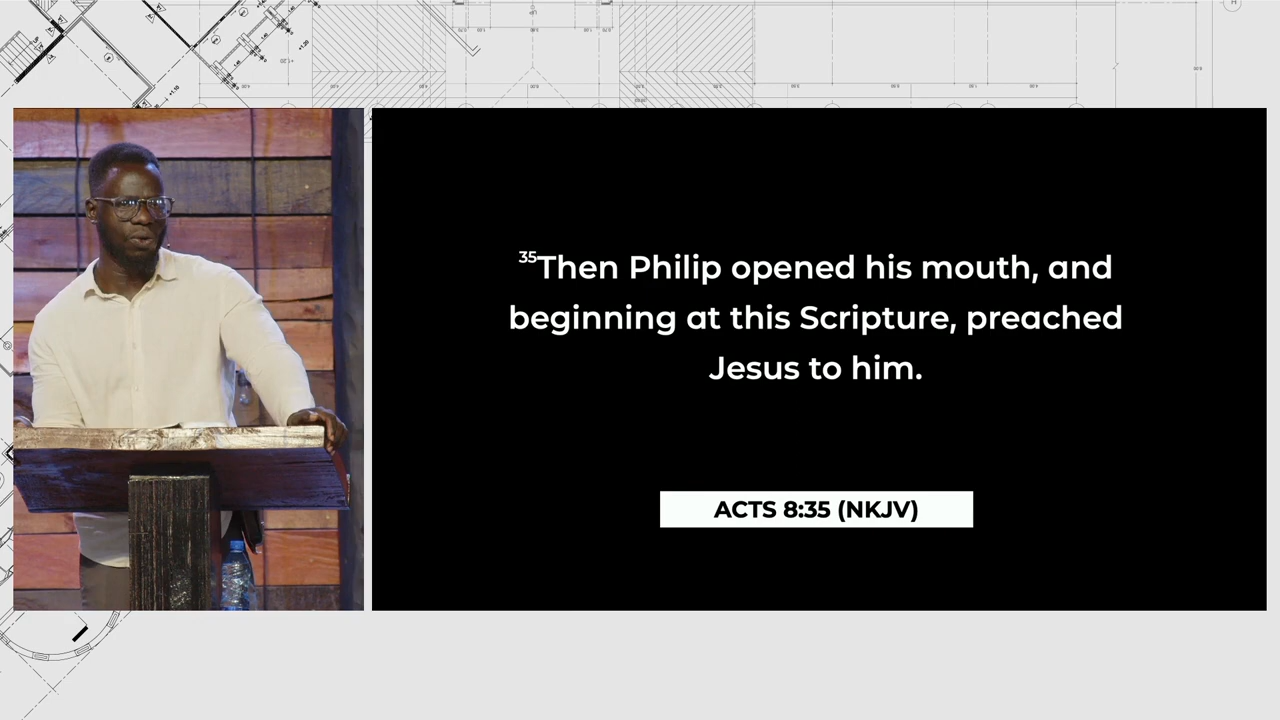 ³⁵Then Philip opened his mouth, and
beginning at this Scripture, preached
Jesus to him.
ACTS 8:35 (NKJV)